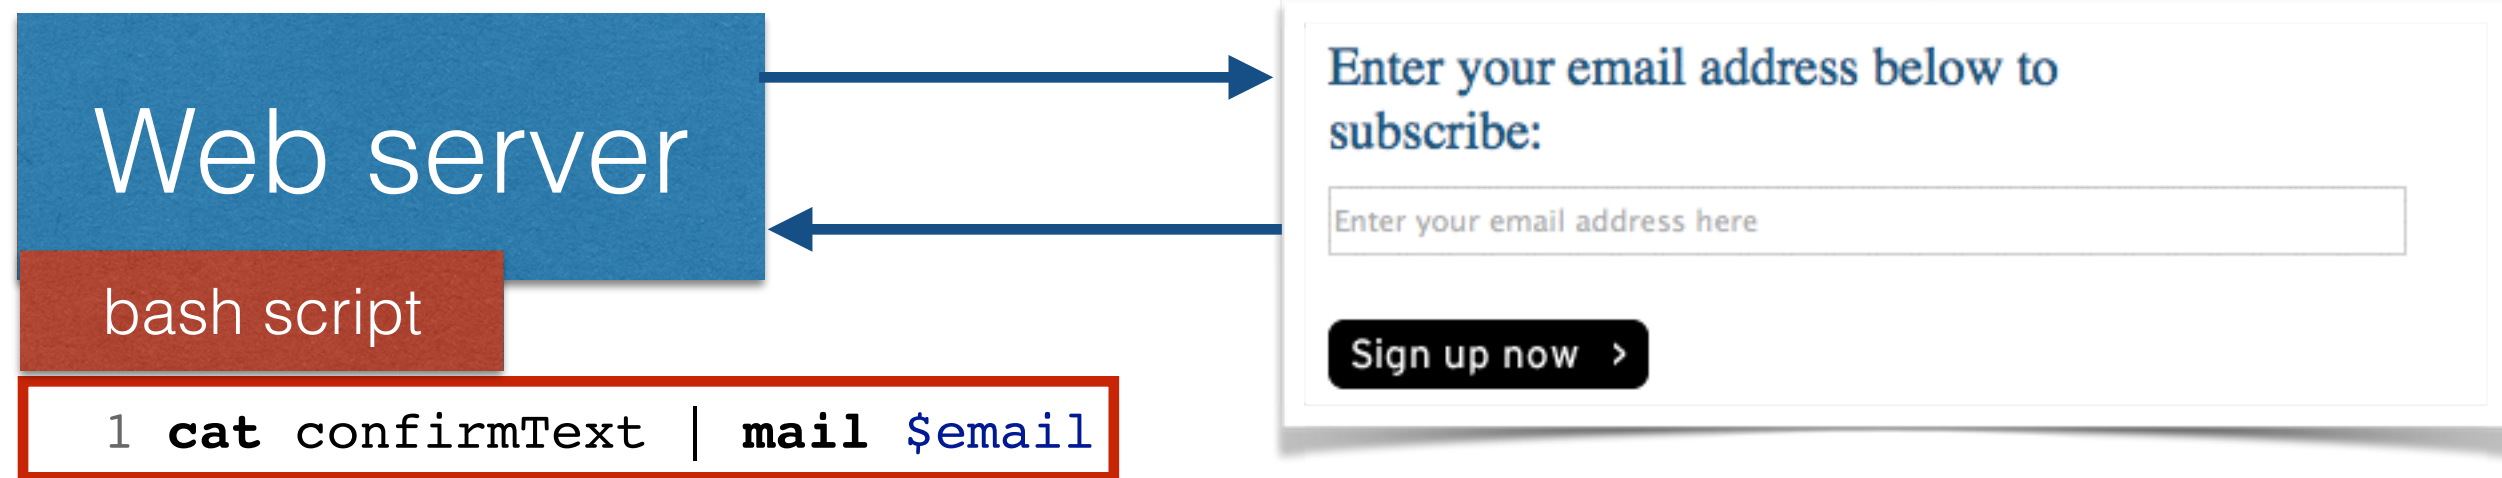 Web server
bash script
1 cat confirmText | mail $email
Enter your email address below to
subscribe:
Enter your email address here
Sign up now >